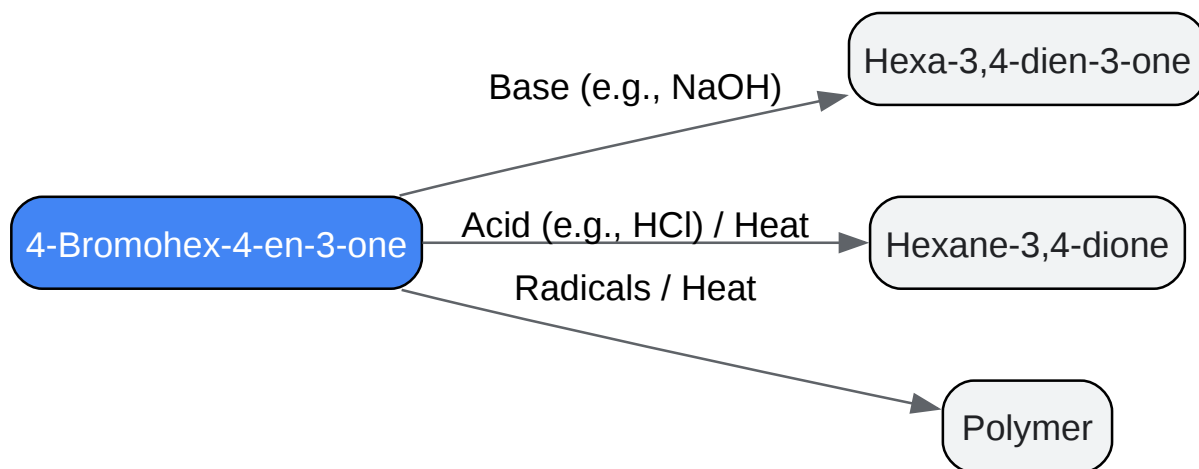 Hexa-3,4-dien-3-one
Base (e.g., NaOH)
4-Bromohex-4-en-3-one
Acid (e.g., HCl) / Heat
Hexane-3,4-dione
Radicals / Heat
Polymer